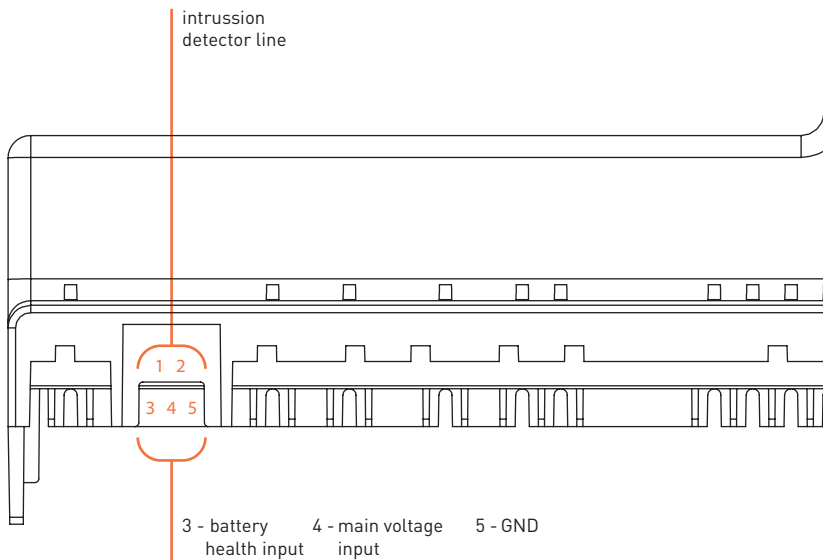 intrussion
detector line
1 2
3 4 5
3 - battery 4 - main voltage 5 - GND
health input input